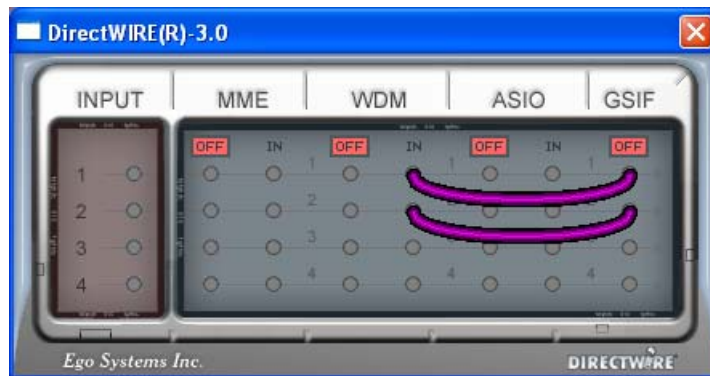 DirectWIRE(R)-3.0
INPUT MME WDM ASIO GSIF
OFF IN OFF IN OFF IN OFF
1 1 1 1
2 2
3 3
4 4 4 4
Ego Systems Inc. DIRECTWIRE